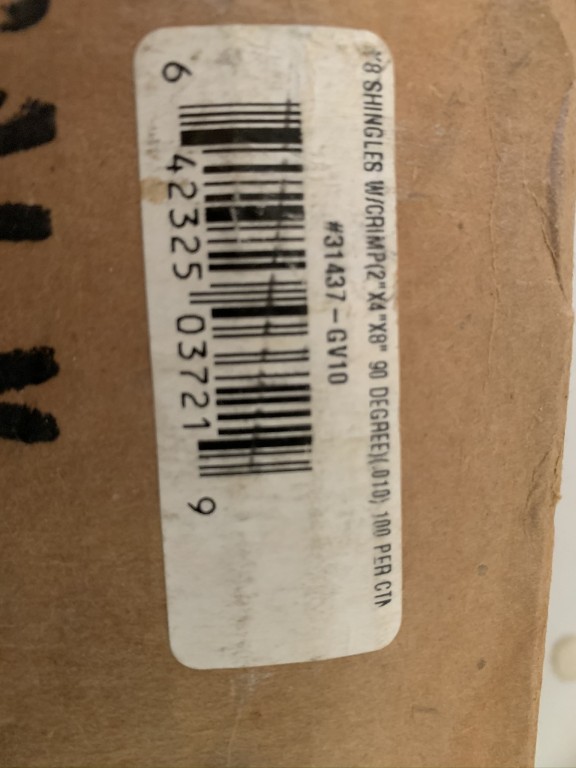 8 SHINGLES W/CRIMP(2"X4"X8" 90 DEGREE)(.010) 100 PER CTN
#31437-GV10
6 42325 03721 9